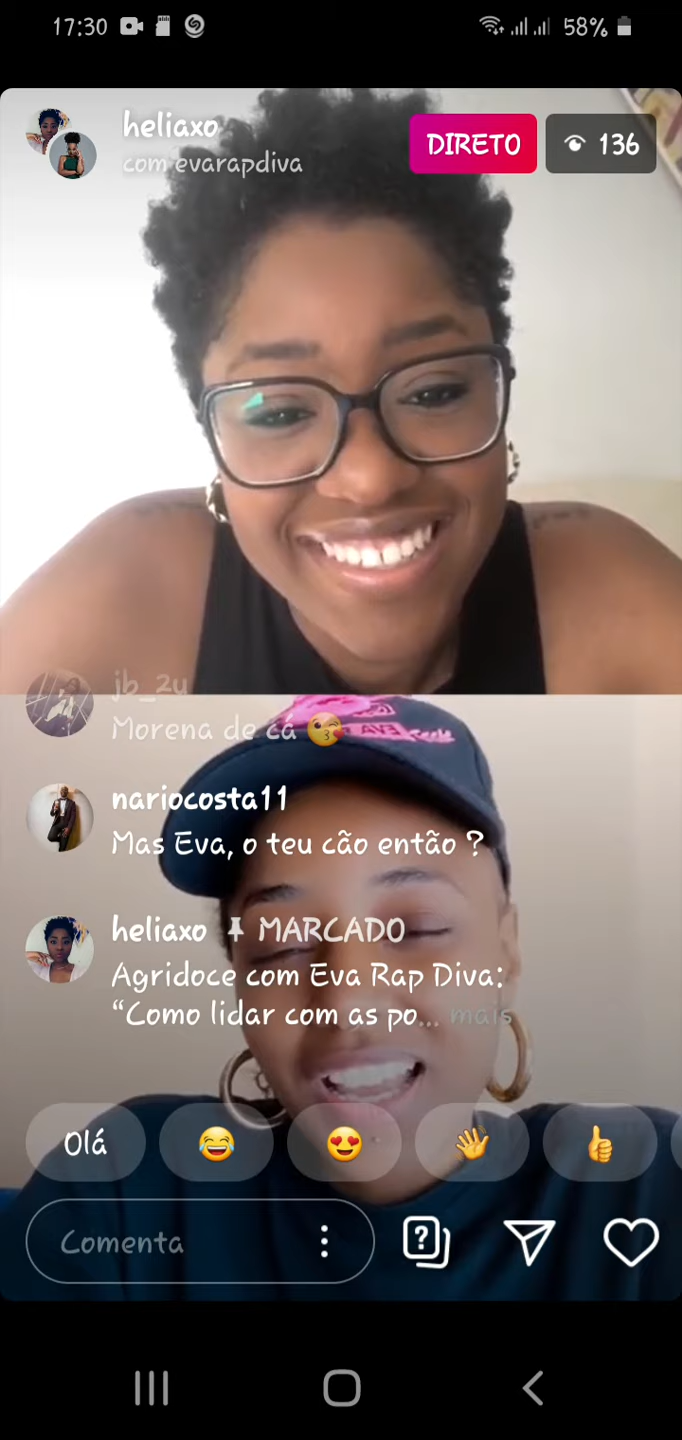 17:30 58%
heliaxo
com evarapdiva
DIRETO 136
jb_2u
Morena de cá 😘
nariocosta11
Mas Eva, o teu cão então ?
heliaxo MARCADO
Agridoce com Eva Rap Diva:
“Como lidar com as po... mais
Olá 😂 😍 👋 👍
Comenta